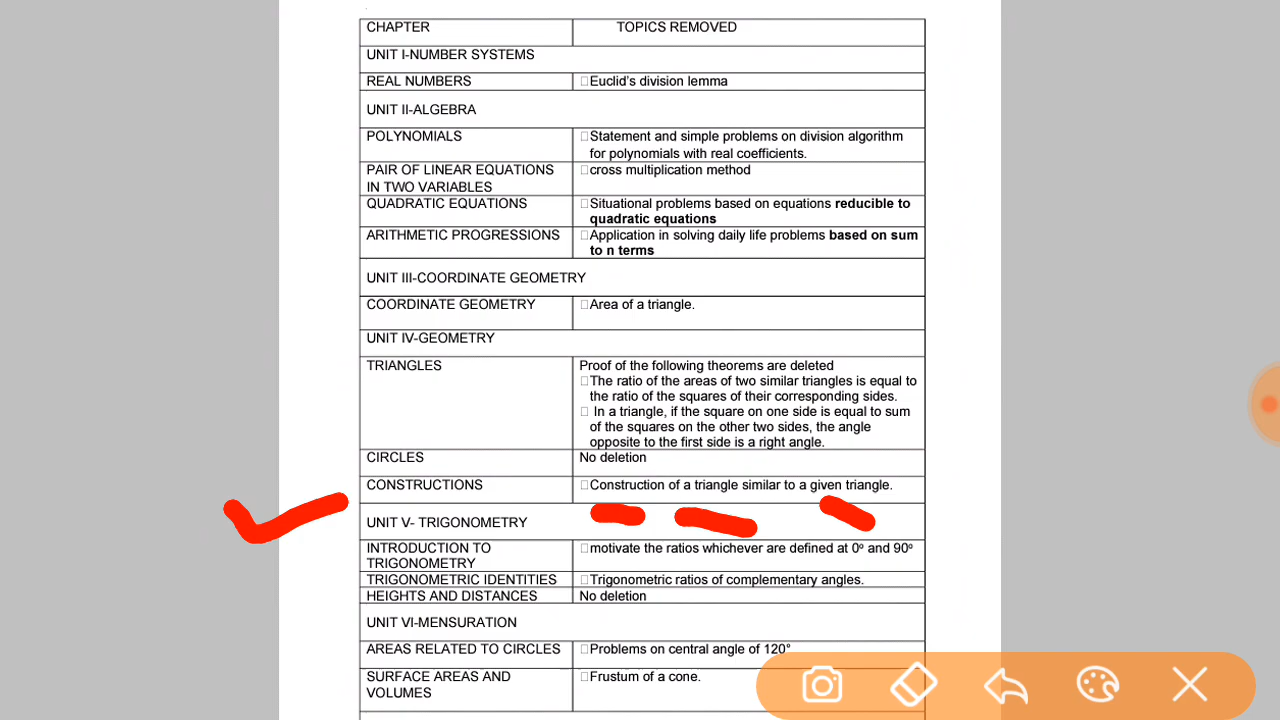 CHAPTER TOPICS REMOVED
UNIT I-NUMBER SYSTEMS
REAL NUMBERS Euclid's division lemma
UNIT II-ALGEBRA
POLYNOMIALS Statement and simple problems on division algorithm
for polynomials with real coefficients.
PAIR OF LINEAR EQUATIONS cross multiplication method
IN TWO VARIABLES
QUADRATIC EQUATIONS Situational problems based on equations reducible to
quadratic equations
ARITHMETIC PROGRESSIONS Application in solving daily life problems based on sum
to n terms
UNIT III-COORDINATE GEOMETRY
COORDINATE GEOMETRY Area of a triangle.
UNIT IV-GEOMETRY
TRIANGLES Proof of the following theorems are deleted
The ratio of the areas of two similar triangles is equal to
the ratio of the squares of their corresponding sides.
In a triangle, if the square on one side is equal to sum
of the squares on the other two sides, the angle
opposite to the first side is a right angle.
CIRCLES No deletion
CONSTRUCTIONS Construction of a triangle similar to a given triangle.
UNIT V- TRIGONOMETRY
INTRODUCTION TO motivate the ratios whichever are defined at 0º and 90º
TRIGONOMETRY
TRIGONOMETRIC IDENTITIES Trigonometric ratios of complementary angles.
HEIGHTS AND DISTANCES No deletion
UNIT VI-MENSURATION
AREAS RELATED TO CIRCLES Problems on central angle of 120°
SURFACE AREAS AND Frustum of a cone.
VOLUMES